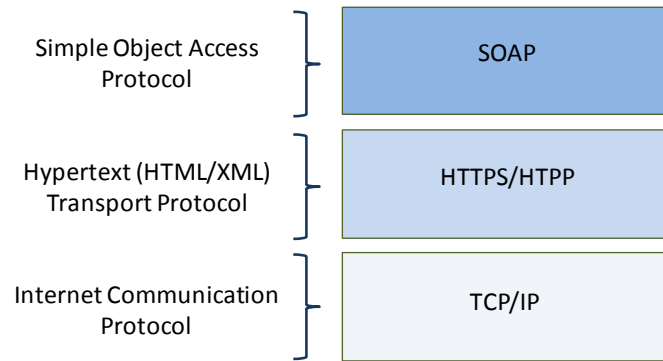 Simple Object Access
Protocol
SOAP
Hypertext (HTML/XML)
Transport Protocol
HTTPS/HTPP
Internet Communication
Protocol
TCP/IP